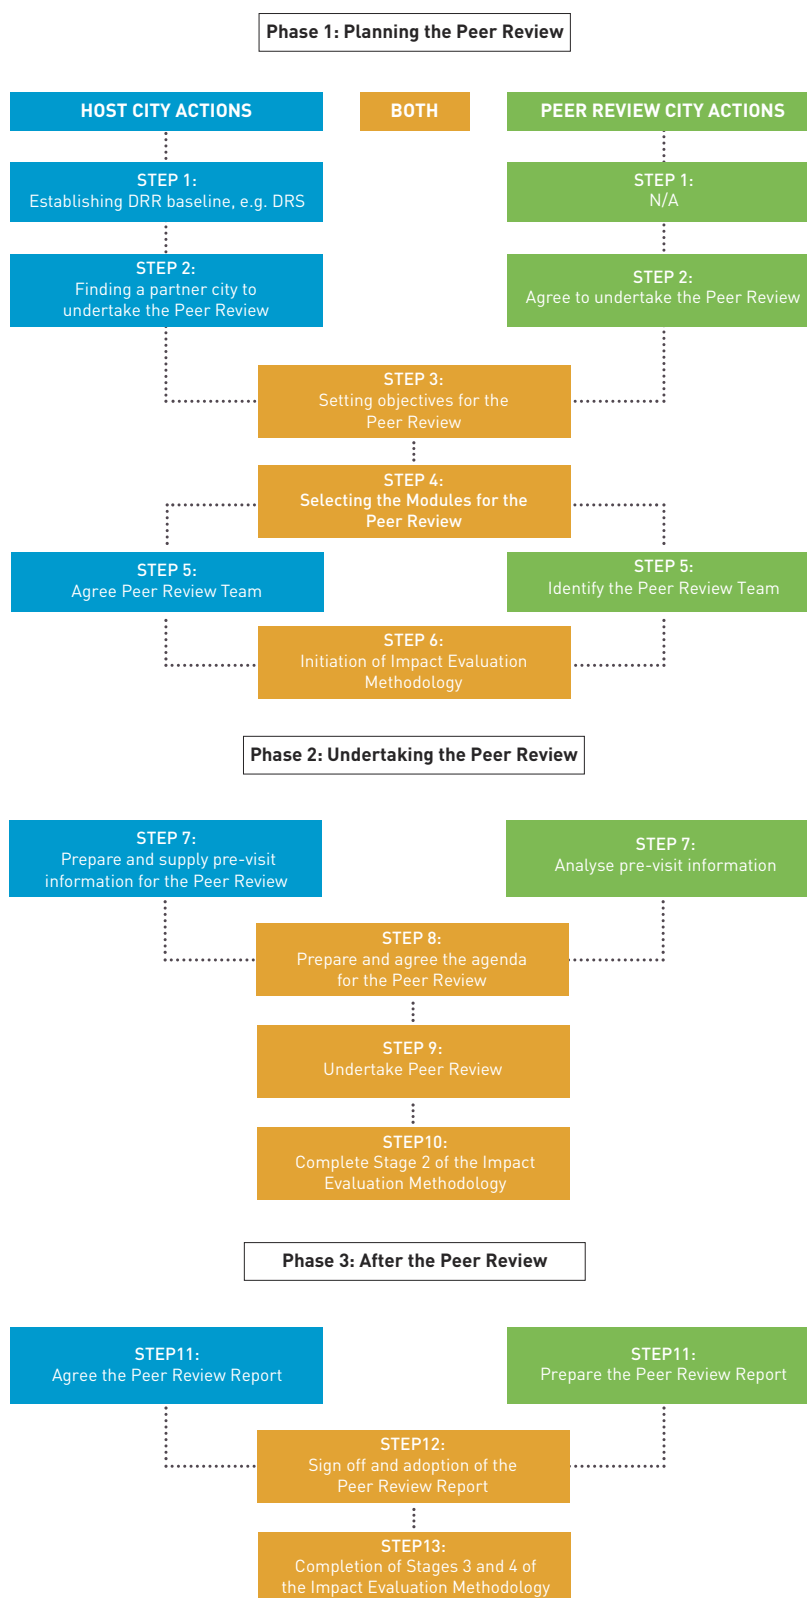 Phase 1: Planning the Peer Review
HOST CITY ACTIONS
BOTH
PEER REVIEW CITY ACTIONS
STEP 1:
Establishing DRR baseline, e.g. DRS
STEP 1:
N/A
STEP 2:
Finding a partner city to
undertake the Peer Review
STEP 2:
Agree to undertake the Peer Review
STEP 3:
Setting objectives for the
Peer Review
STEP 4:
Selecting the Modules for the
Peer Review
STEP 5:
Agree Peer Review Team
STEP 5:
Identify the Peer Review Team
STEP 6:
Initiation of Impact Evaluation
Methodology
Phase 2: Undertaking the Peer Review
STEP 7:
Prepare and supply pre-visit
information for the Peer Review
STEP 7:
Analyse pre-visit information
STEP 8:
Prepare and agree the agenda
for the Peer Review
STEP 9:
Undertake Peer Review
STEP10:
Complete Stage 2 of the Impact
Evaluation Methodology
Phase 3: After the Peer Review
STEP11:
Agree the Peer Review Report
STEP11:
Prepare the Peer Review Report
STEP12:
Sign off and adoption of the
Peer Review Report
STEP13:
Completion of Stages 3 and 4 of
the Impact Evaluation Methodology